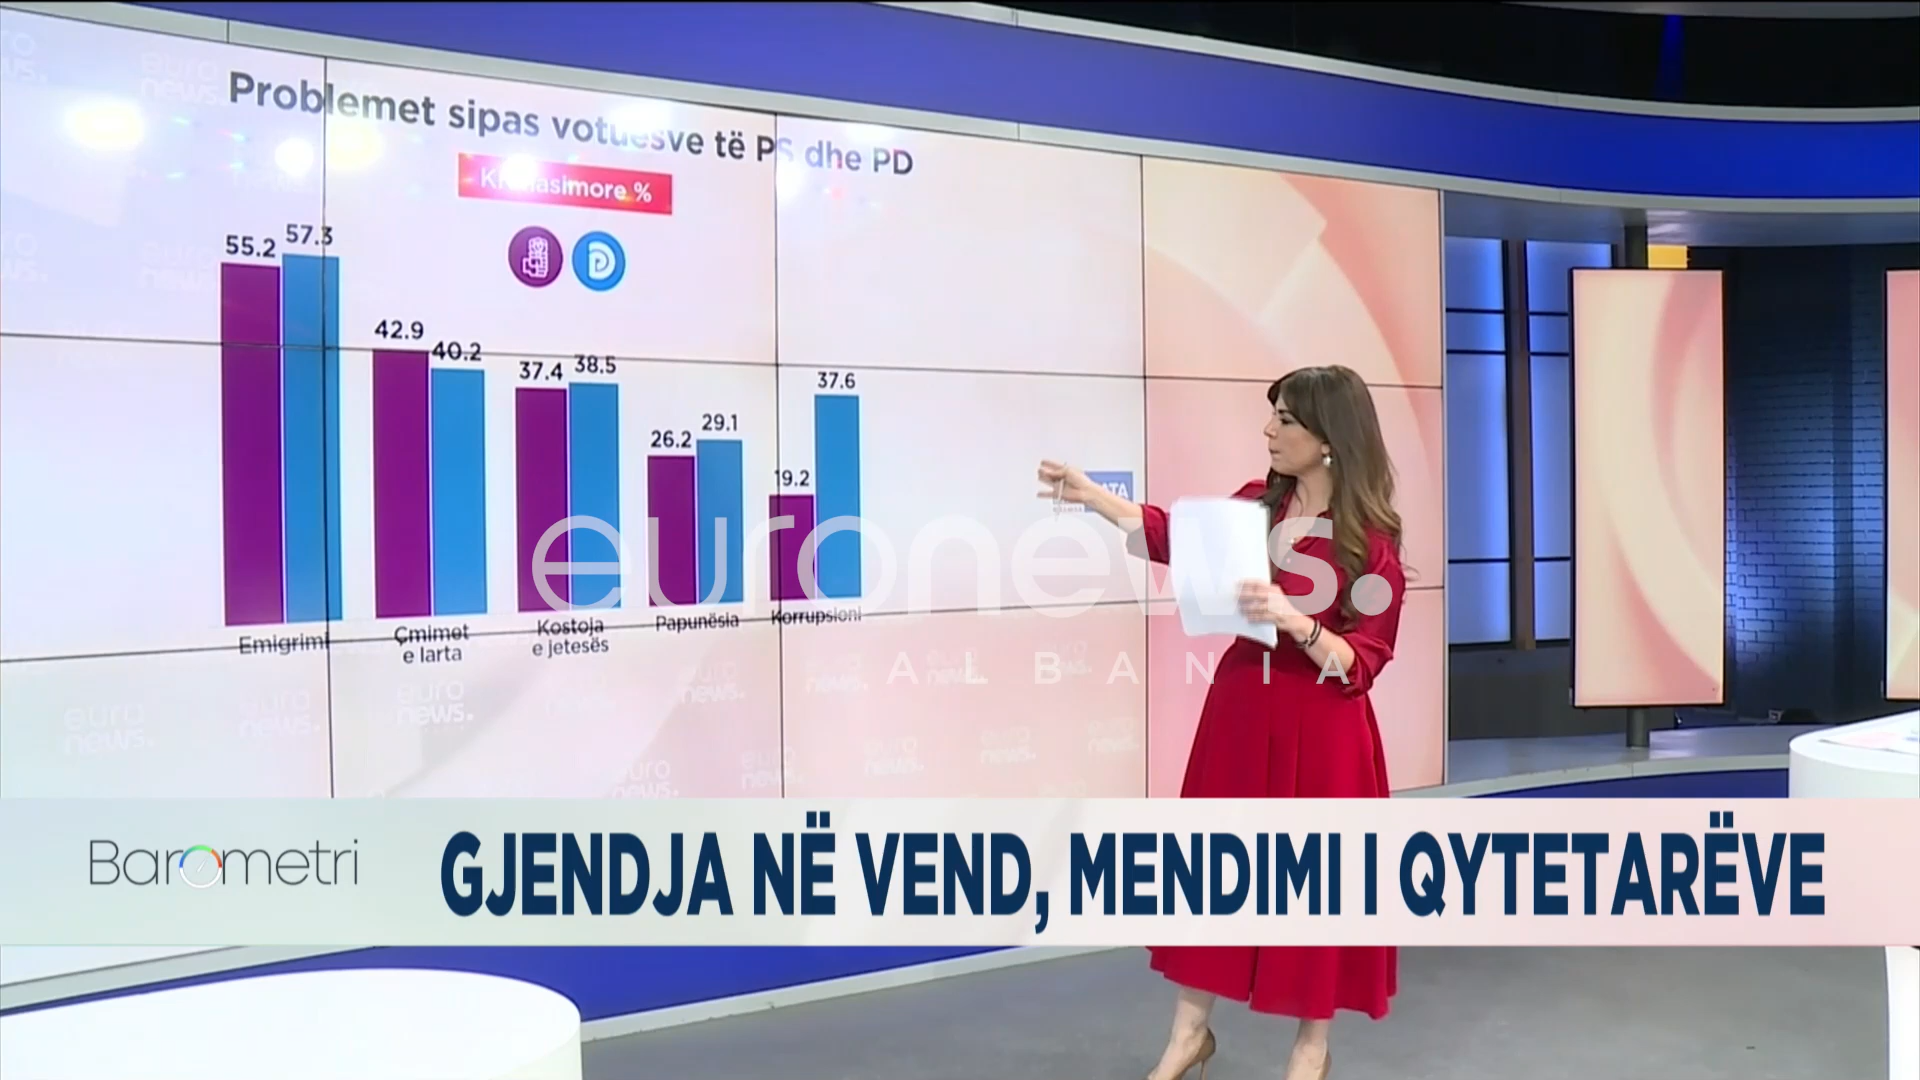 Problemet sipas votuesve të PS dhe PD
Krahasimore %
55.2
57.3
42.9
40.2
37.4
38.5
26.2
29.1
19.2
37.6
Emigrimi
Çmimet
e larta
Kostoja
e jetesës
Papunësia
Korrupsioni
euronews.
ALBANIA
Barometri
GJENDJA NË VEND, MENDIMI I QYTETARËVE